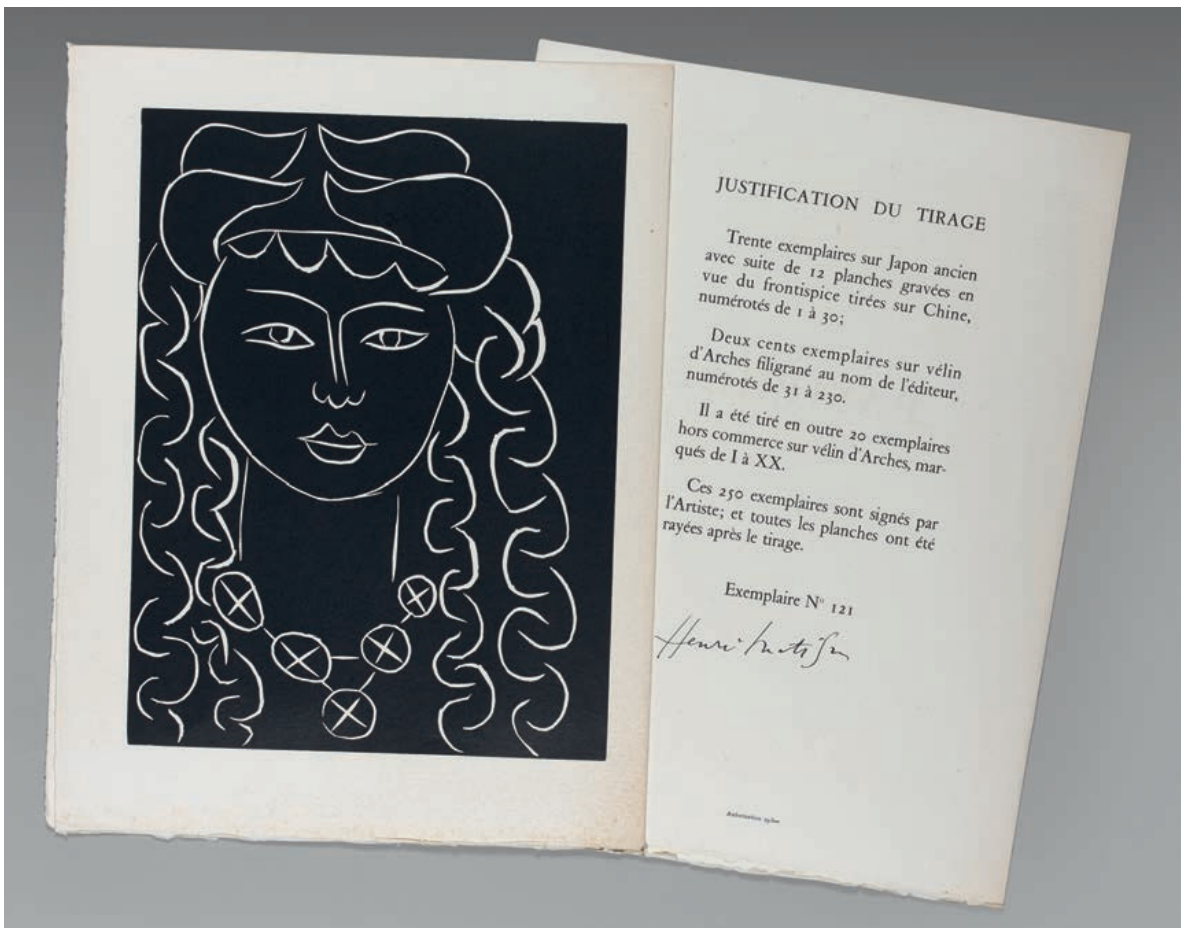 JUSTIFICATION DU TIRAGE
Trente exemplaires sur Japon ancien
avec suite de 12 planches gravées en
vue du frontispice tirées sur Chine,
numérotés de 1 à 30;
Deux cents exemplaires sur vélin
d'Arches filigrané au nom de l'éditeur,
numérotés de 31 à 230.
Il a été tiré en outre 20 exemplaires
hors commerce sur vélin d'Arches, mar-
qués de I à XX.
Ces 250 exemplaires sont signés par
l'Artiste; et toutes les planches ont été
rayées après le tirage.
Exemplaire N° 121
Henri Matisse